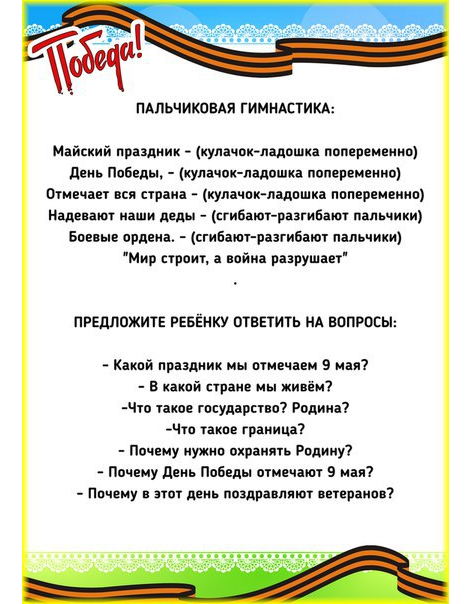 Победа!
ПАЛЬЧИКОВАЯ ГИМНАСТИКА:
Майский праздник - (кулачок-ладошка попеременно)
День Победы, - (кулачок-ладошка попеременно)
Отмечает вся страна - (кулачок-ладошка попеременно)
Надевают наши деды - (сгибают-разгибают пальчики)
Боевые ордена. - (сгибают-разгибают пальчики)
"Мир строит, а война разрушает"
.
ПРЕДЛОЖИТЕ РЕБЁНКУ ОТВЕТИТЬ НА ВОПРОСЫ:
- Какой праздник мы отмечаем 9 мая?
- В какой стране мы живём?
-Что такое государство? Родина?
-Что такое граница?
- Почему нужно охранять Родину?
- Почему День Победы отмечают 9 мая?
- Почему в этот день поздравляют ветеранов?